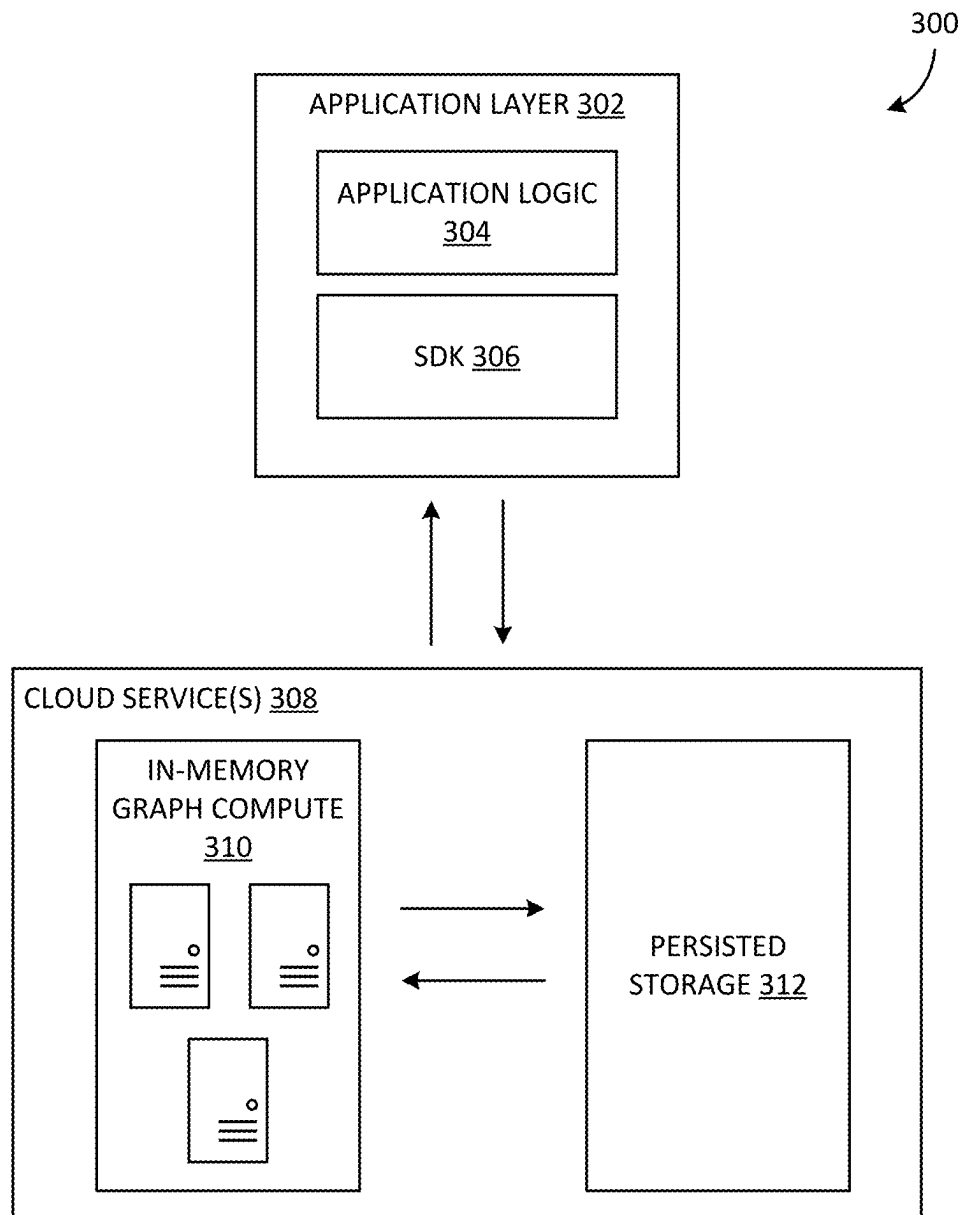 300
APPLICATION LAYER 302
APPLICATION LOGIC
304
SDK 306
CLOUD SERVICE(S) 308
IN-MEMORY
GRAPH COMPUTE
310
PERSISTED
STORAGE 312